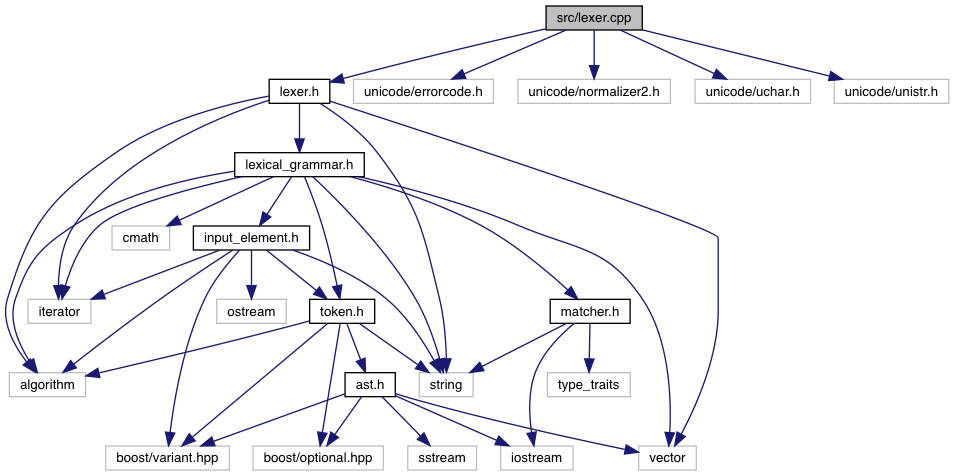 src/lexer.cpp
lexer.h
unicode/errorcode.h
unicode/normalizer2.h
unicode/uchar.h
unicode/unistr.h
lexical_grammar.h
cmath
input_element.h
iterator
ostream
token.h
matcher.h
algorithm
ast.h
string
type_traits
boost/variant.hpp
boost/optional.hpp
sstream
iostream
vector